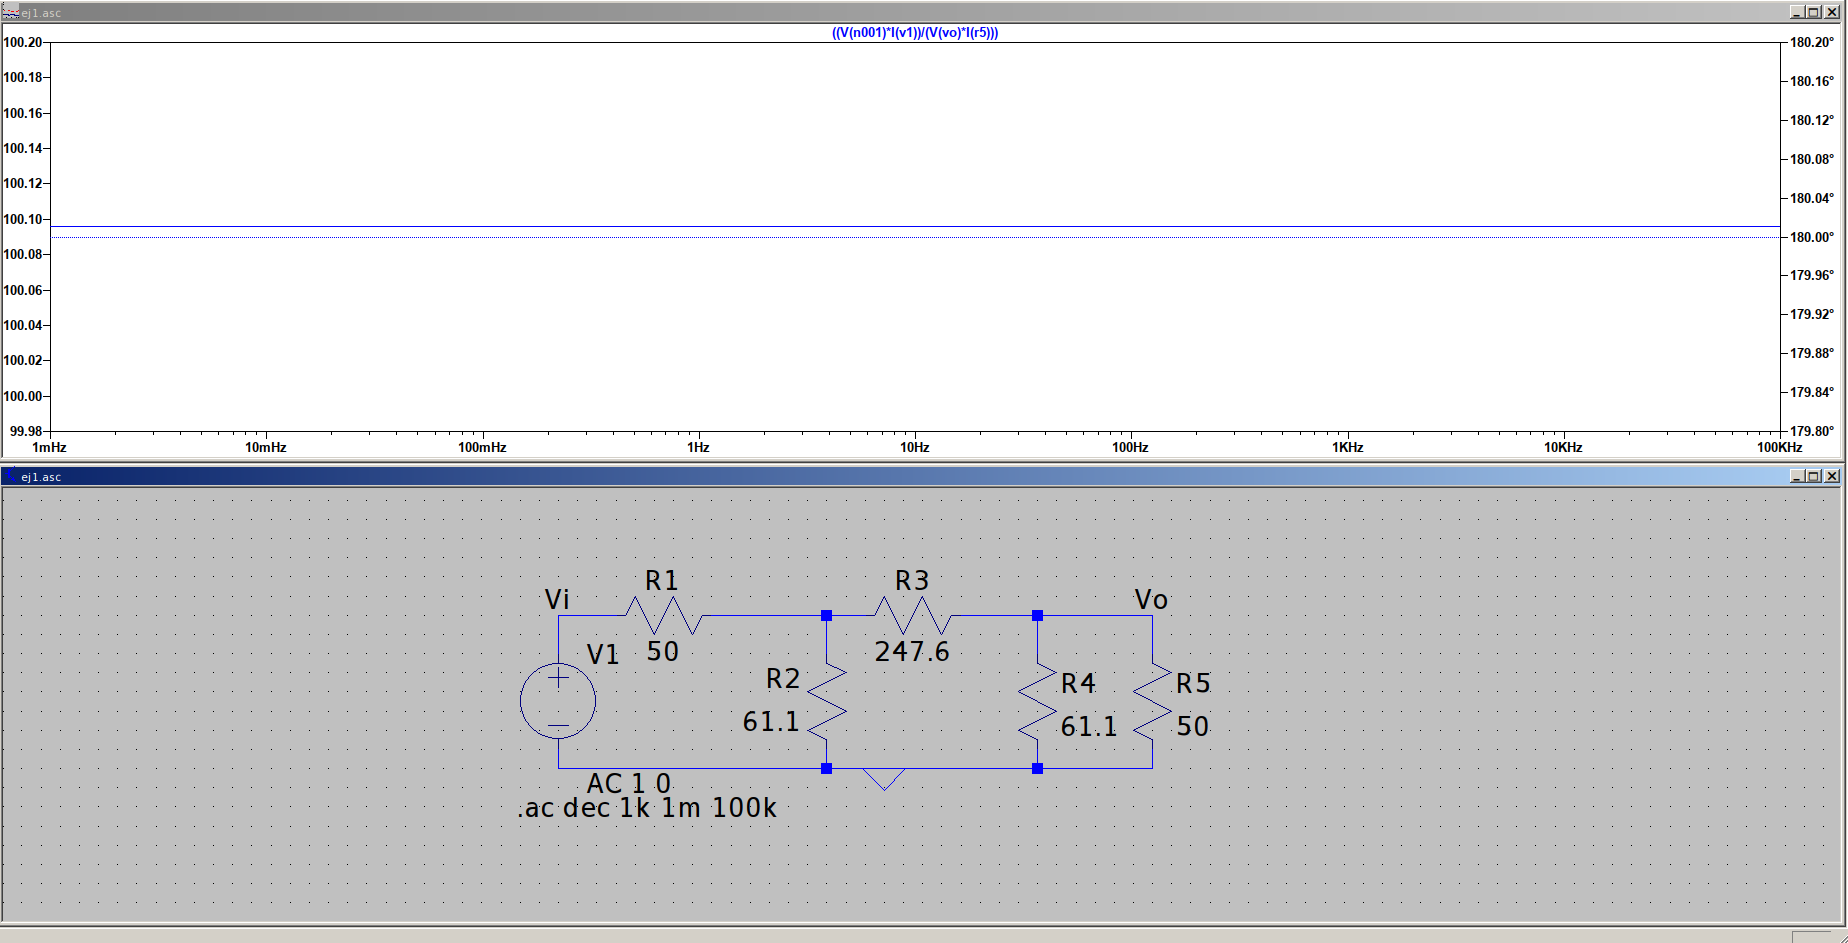 ej1.asc
((V(n001)*I(v1))/(V(vo)*I(r5)))
100.20
100.18
100.16
100.14
100.12
100.10
100.08
100.06
100.04
100.02
100.00
99.98
180.20°
180.16°
180.12°
180.08°
180.04°
180.00°
179.96°
179.92°
179.88°
179.84°
179.80°
1mHz 10mHz 100mHz 1Hz 10Hz 100Hz 1KHz 10KHz 100KHz
ej1.asc
R1 R3
Vi Vo
V1 50 247.6
R2 R4 R5
61.1 61.1 50
AC 1 0
.ac dec 1k 1m 100k